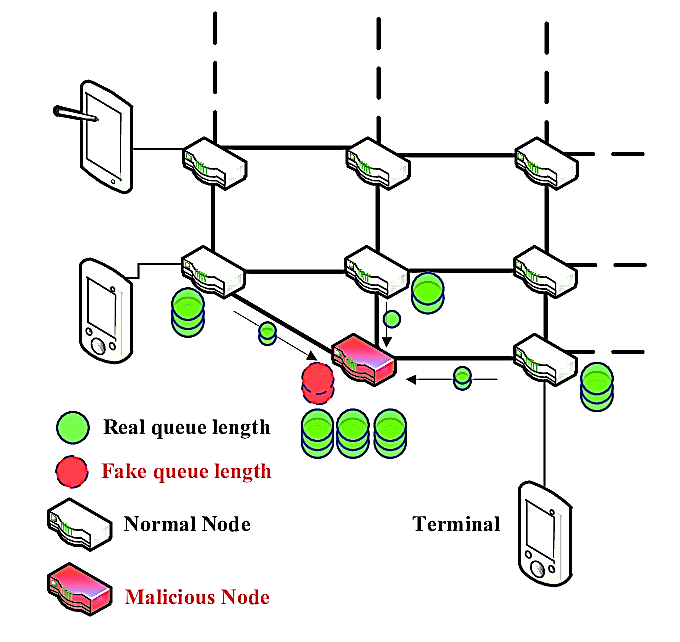 Real queue length
Fake queue length
Normal Node
Terminal
Malicious Node